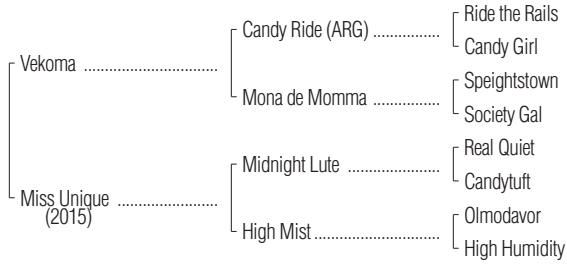 Ride the Rails
Candy Ride (ARG) ................
Candy Girl
Vekoma ................................
Speightstown
Mona de Momma ................
Society Gal
Real Quiet
Midnight Lute ......................
Candytuft
Miss Unique ........................
(2015)
Olmodavor
High Mist ..............................
High Humidity